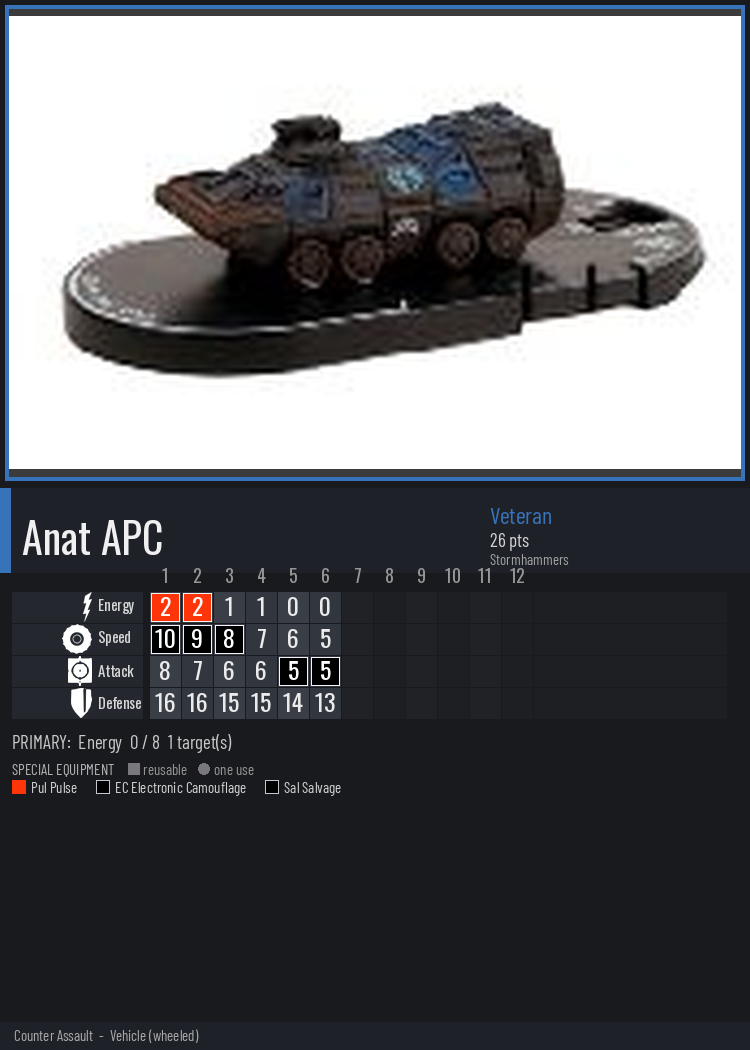 Anat APC
Veteran
26 pts
Stormhammers
1 2 3 4 5 6 7 8 9 10 11 12
Energy 2 2 1 1 0 0
Speed 10 9 8 7 6 5
Attack 8 7 6 6 5 5
Defense 16 16 15 15 14 13
PRIMARY: Energy 0 / 8 1 target(s)
SPECIAL EQUIPMENT reusable one use
Pul Pulse EC Electronic Camouflage Sal Salvage
Counter Assault - Vehicle (wheeled)